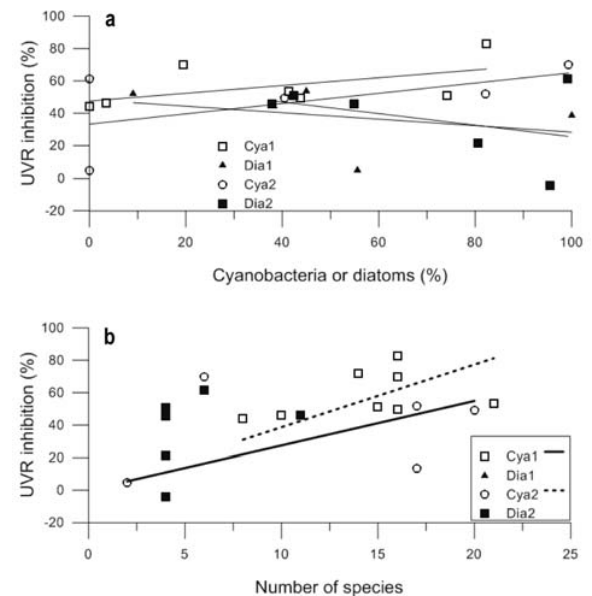 a
100
80
60
40
20
0
-20
UVR inhibition (%)
Cya1
Dia1
Cya2
Dia2
0 20 40 60 80 100
Cyanobacteria or diatoms (%)
b
100
80
60
40
20
0
-20
UVR inhibition (%)
Cya1
Dia1
Cya2
Dia2
0 5 10 15 20 25
Number of species